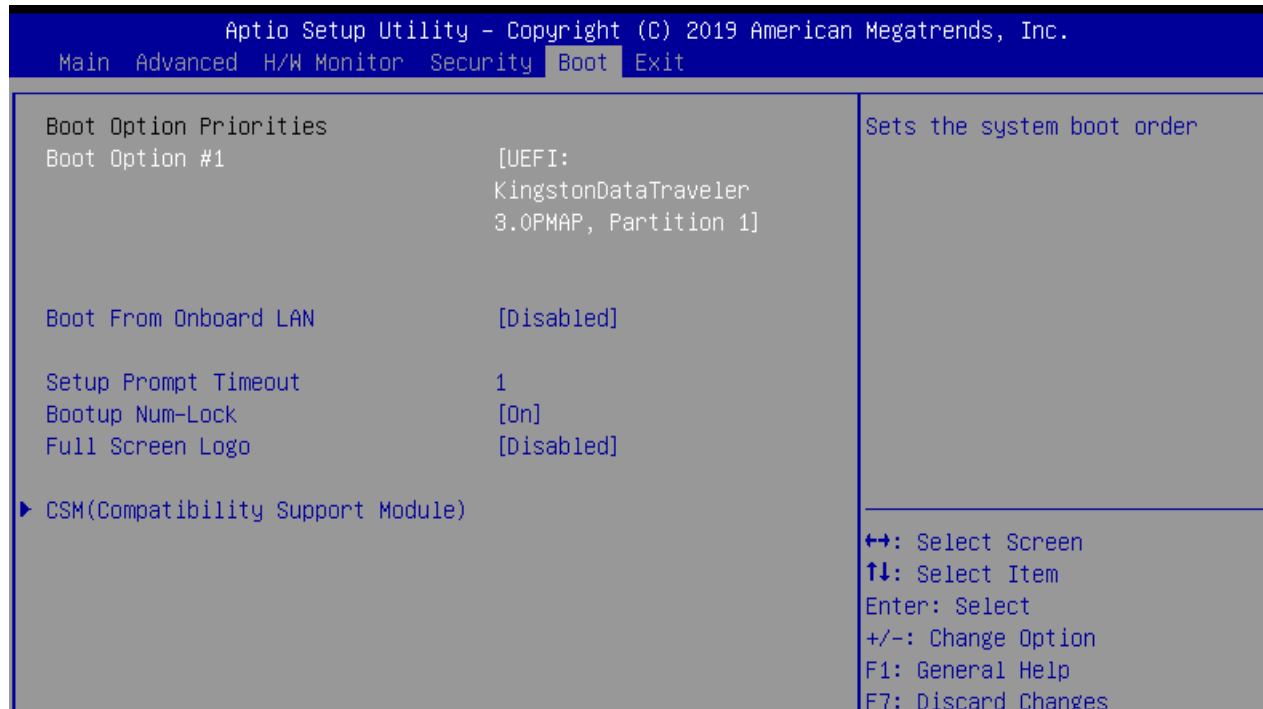 Aptio Setup Utility – Copyright (C) 2019 American Megatrends, Inc.
Main Advanced H/W Monitor Security Boot Exit
Boot Option Priorities
Boot Option #1 [UEFI:
KingstonDataTraveler
3.0PMAP, Partition 1]
Boot From Onboard LAN [Disabled]
Setup Prompt Timeout 1
Bootup Num-Lock [On]
Full Screen Logo [Disabled]
CSM(Compatibility Support Module)
Sets the system boot order
↔: Select Screen
↑↓: Select Item
Enter: Select
+/-: Change Option
F1: General Help
F7: Discard Changes